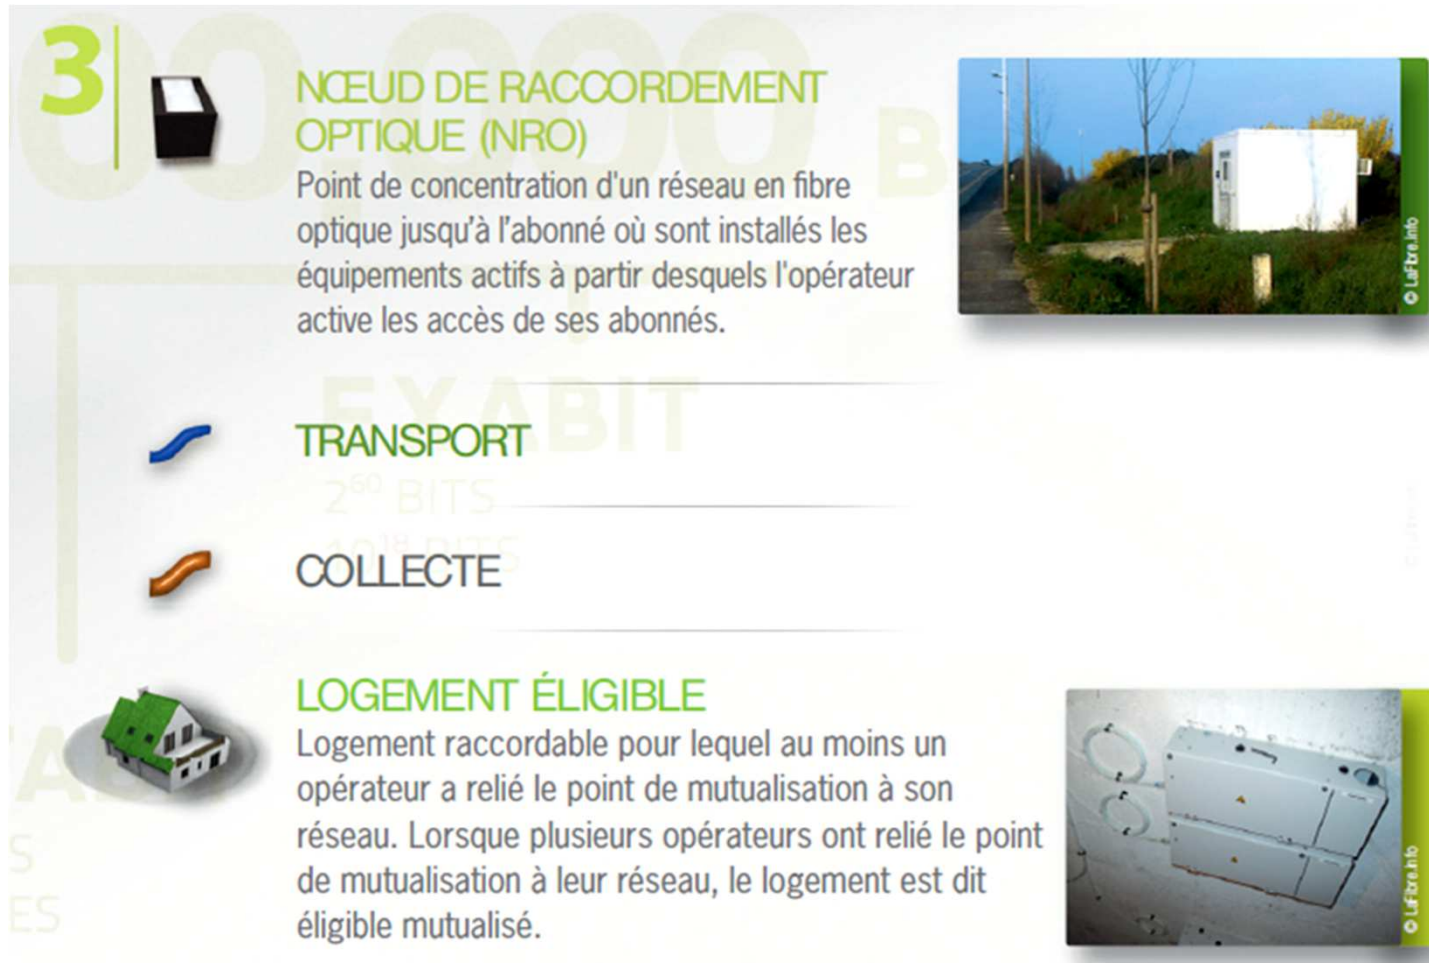 3
NŒUD DE RACCORDEMENT
OPTIQUE (NRO)
Point de concentration d'un réseau en fibre
optique jusqu'à l'abonné où sont installés les
équipements actifs à partir desquels l'opérateur
active les accès de ses abonnés.
© LaFibre.info
EXABIT
TRANSPORT
2⁶⁰ BITS
10¹⁸ BITS
COLLECTE
LOGEMENT ÉLIGIBLE
Logement raccordable pour lequel au moins un
opérateur a relié le point de mutualisation à son
réseau. Lorsque plusieurs opérateurs ont relié le point
de mutualisation à leur réseau, le logement est dit
éligible mutualisé.
© LaFibre.info